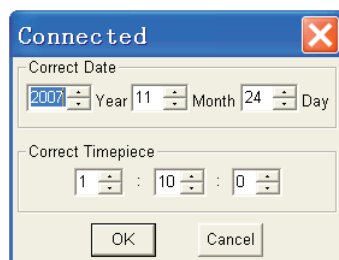 Connected
Correct Date
2007 Year 11 Month 24 Day
Correct Timepiece
1 : 10 : 0
OK Cancel